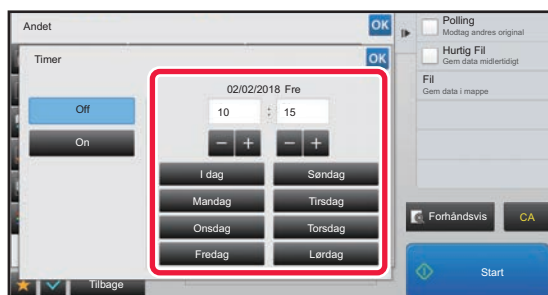 Andet
OK
Timer
OK
02/02/2018 Fre
Off
10 : 15
On
I dag
Søndag
Mandag
Tirsdag
Onsdag
Torsdag
Fredag
Lørdag
Tilbage
Polling
Modtag andres original
Hurtig Fil
Gem data midlertidigt
Fil
Gem data i mappe
Forhåndsvis
CA
Start